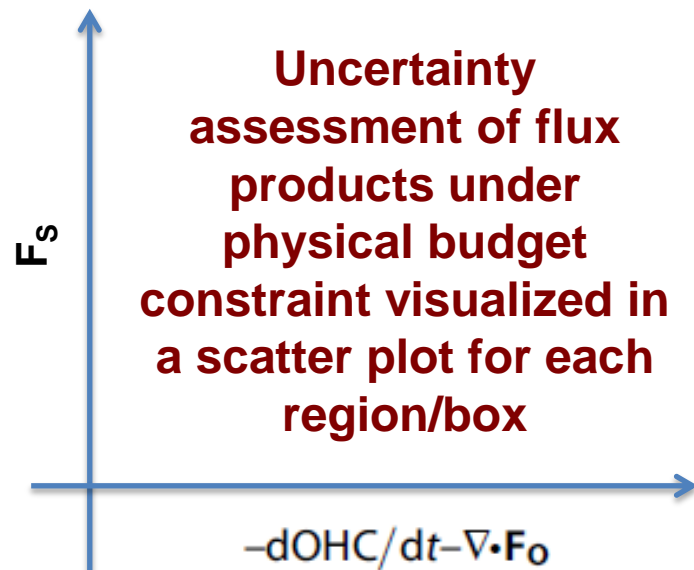 Uncertainty
assessment of flux
products under
physical budget
constraint visualized in
a scatter plot for each
region/box
Fs
–dOHC/dt–∇•Fo